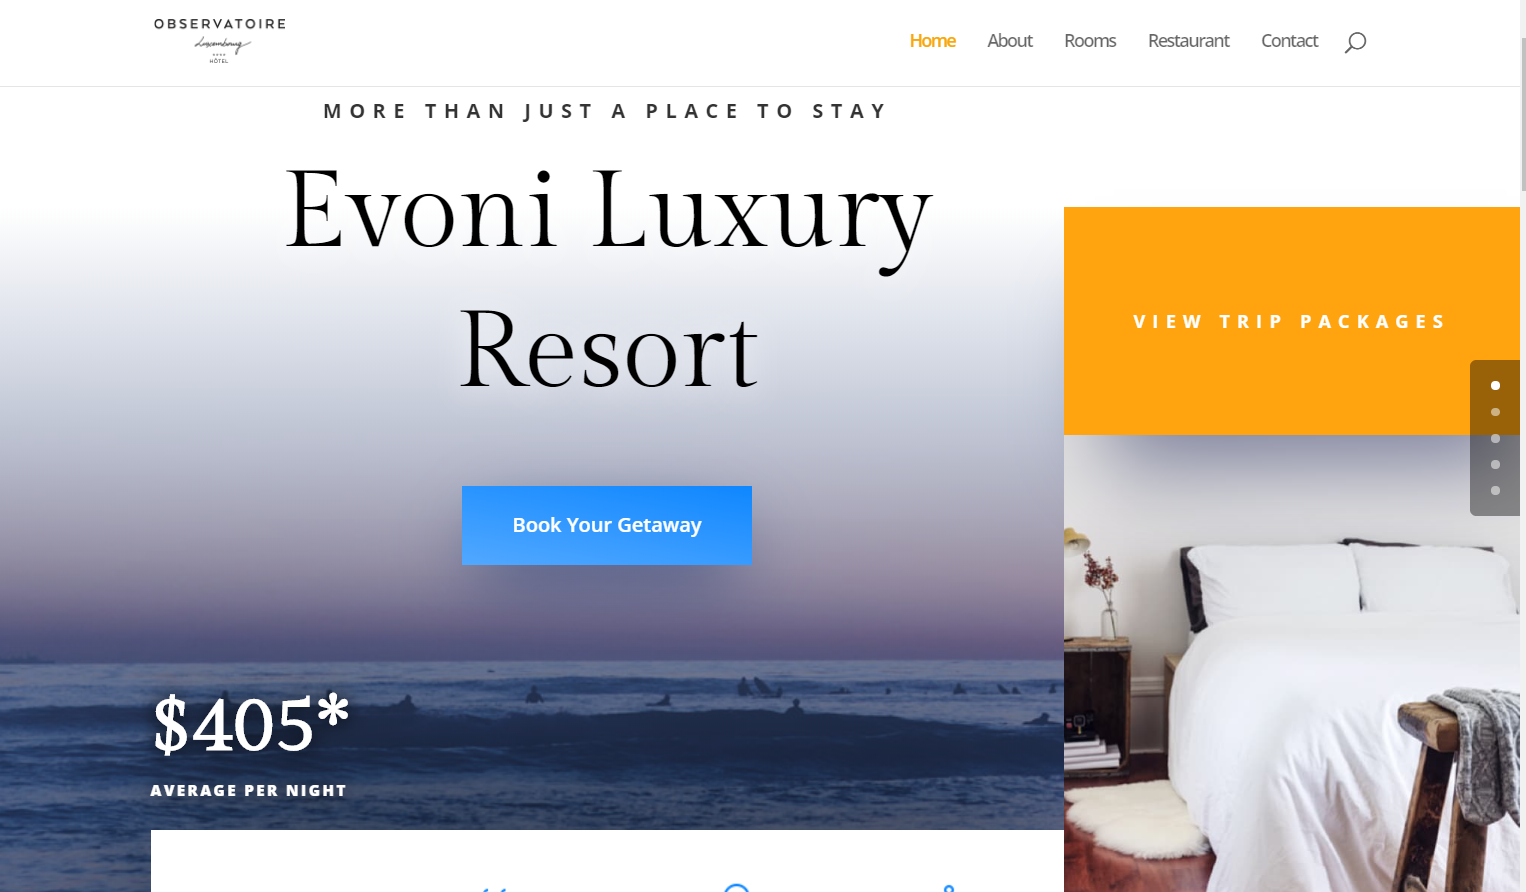 OBSERVATOIRE
Luxembourg
HÔTEL
Home
About
Rooms
Restaurant
Contact
MORE THAN JUST A PLACE TO STAY
Evoni Luxury
Resort
VIEW TRIP PACKAGES
Book Your Getaway
$405*
AVERAGE PER NIGHT